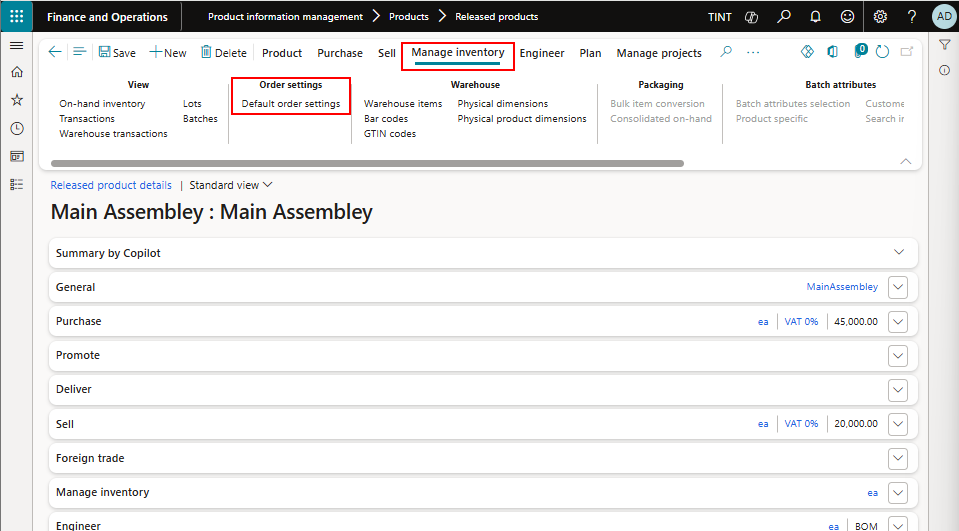 Finance and Operations Product information management Products Released products TINT ? AD
Save New Delete Product Purchase Sell Manage inventory Engineer Plan Manage projects ... 0
View Order settings Warehouse Packaging Batch attributes
On-hand inventory Lots Default order settings Warehouse items Physical dimensions Bulk item conversion Batch attributes selection Custome
Transactions Batches Bar codes Physical product dimensions Consolidated on-hand Product specific Search ir
Warehouse transactions GTIN codes
Released product details | Standard view
Main Assembley : Main Assembley
Summary by Copilot
General MainAssembley
Purchase ea VAT 0% 45,000.00
Promote
Deliver
Sell ea VAT 0% 20,000.00
Foreign trade
Manage inventory ea
Engineer ea BOM